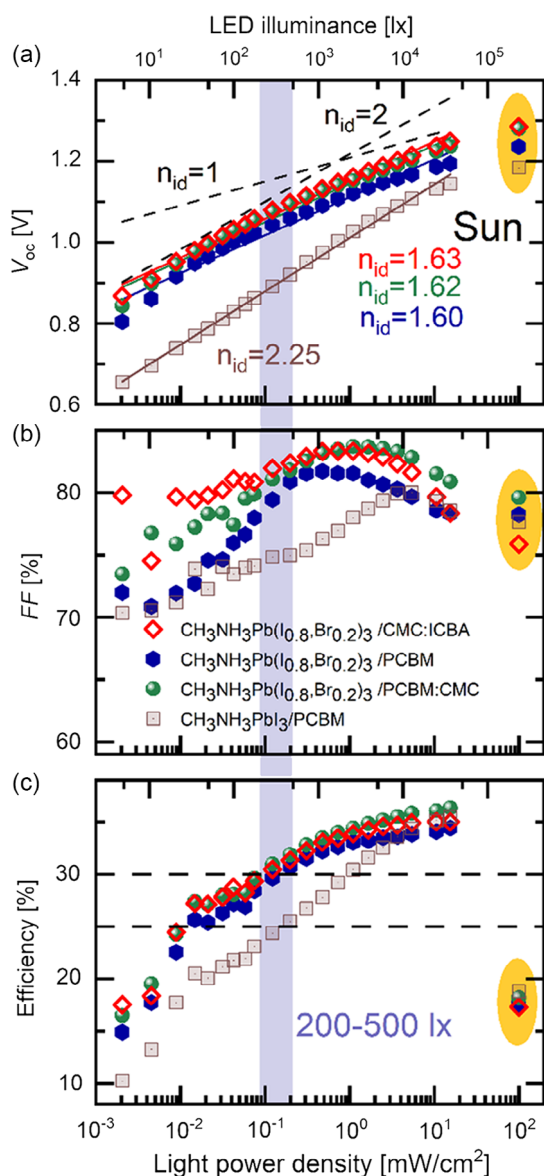 LED illuminance [lx]
10¹ 10² 10³ 10⁴ 10⁵
(a)
1.4
1.2
1.0
0.8
0.6
V_oc [V]
n_id=2
n_id=1
Sun
n_id=1.63
n_id=1.62
n_id=1.60
n_id=2.25
(b)
80
70
60
FF [%]
CH₃NH₃Pb(I₀.₈,Br₀.₂)₃ /CMC:ICBA
CH₃NH₃Pb(I₀.₈,Br₀.₂)₃ /PCBM
CH₃NH₃Pb(I₀.₈,Br₀.₂)₃ /PCBM:CMC
CH₃NH₃PbI₃/PCBM
(c)
30
20
10
Efficiency [%]
200-500 lx
10⁻³ 10⁻² 10⁻¹ 10⁰ 10¹ 10²
Light power density [mW/cm²]